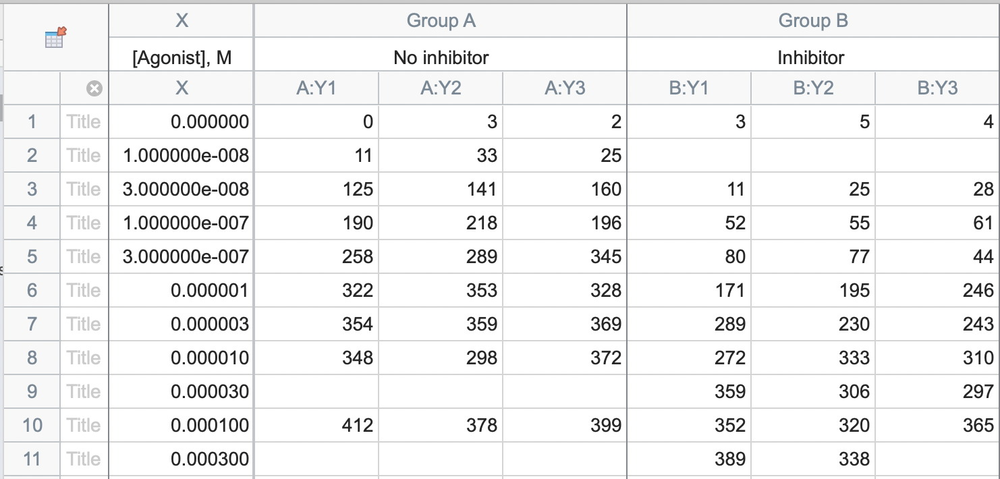 X Group A Group B
[Agonist], M No inhibitor Inhibitor
X A:Y1 A:Y2 A:Y3 B:Y1 B:Y2 B:Y3
1 Title 0.000000 0 3 2 3 5 4
2 Title 1.000000e-008 11 33 25
3 Title 3.000000e-008 125 141 160 11 25 28
4 Title 1.000000e-007 190 218 196 52 55 61
5 Title 3.000000e-007 258 289 345 80 77 44
6 Title 0.000001 322 353 328 171 195 246
7 Title 0.000003 354 359 369 289 230 243
8 Title 0.000010 348 298 372 272 333 310
9 Title 0.000030 359 306 297
10 Title 0.000100 412 378 399 352 320 365
11 Title 0.000300 389 338